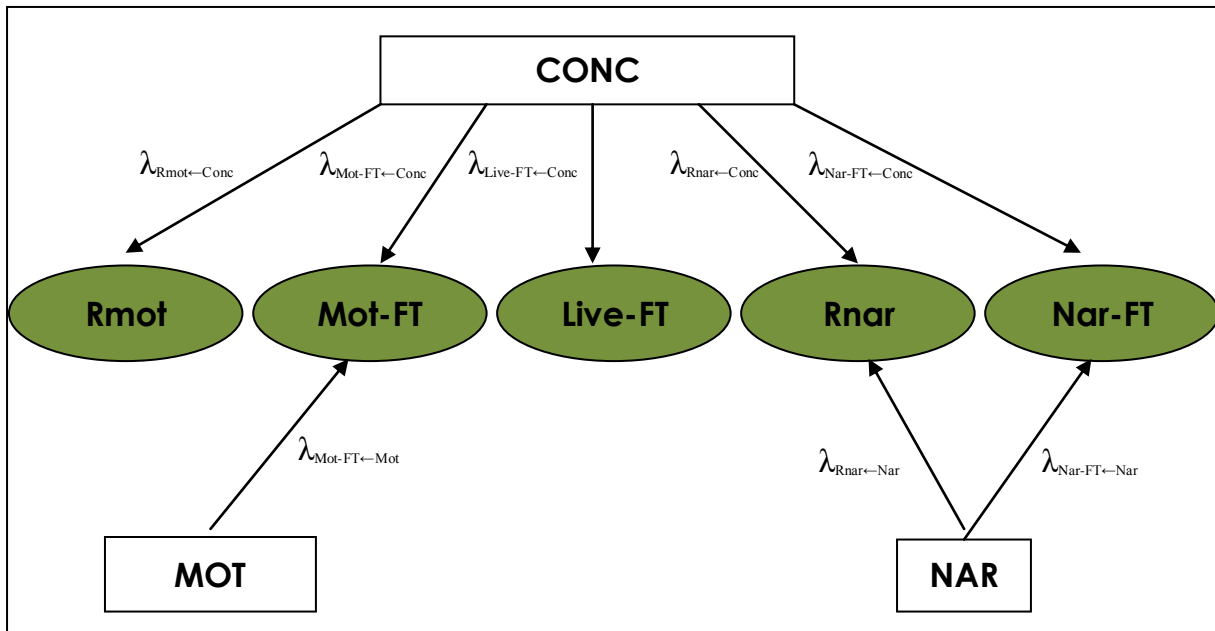 CONC
λRmot←Conc
λMot-FT←Conc
λLive-FT←Conc
λRnar←Conc
λNar-FT←Conc
Rmot
Mot-FT
Live-FT
Rnar
Nar-FT
λMot-FT←Mot
λRnar←Nar
λNar-FT←Nar
MOT
NAR